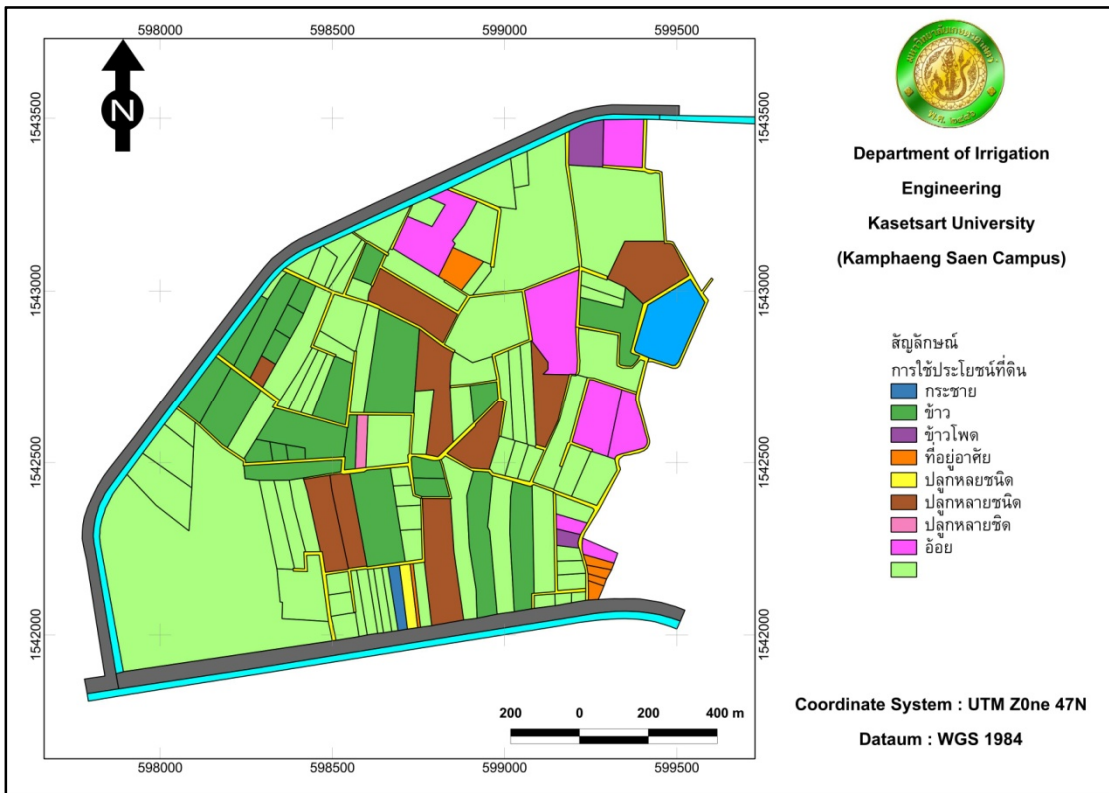 598000 598500 599000 599500
1543500 1543500
N
Department of Irrigation
Engineering
Kasetsart University
(Kamphaeng Saen Campus)
1543000 1543000
สัญลักษณ์
การใช้ประโยชน์ที่ดิน
กระชาย
ข้าว
ข้าวโพด
ที่อยู่อาศัย
ปลูกหลยชนิด
ปลูกหลายชนิด
ปลูกหลายชิด
อ้อย
1542500 1542500
1542000 1542000
200 0 200 400 m
Coordinate System : UTM Z0ne 47N
Dataum : WGS 1984
598000 598500 599000 599500